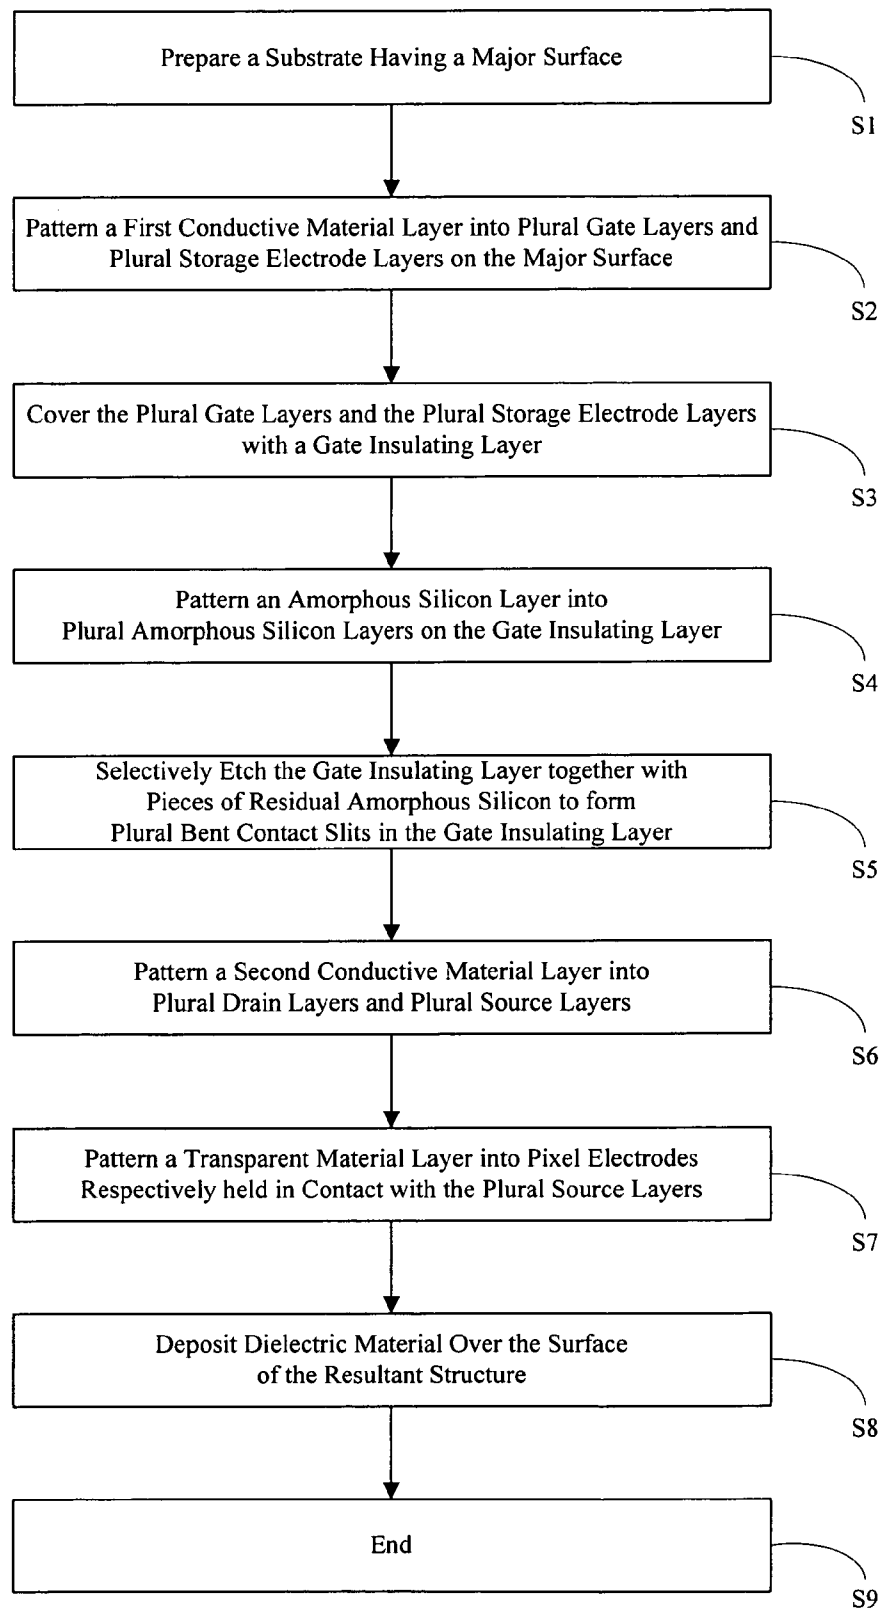 Prepare a Substrate Having a Major Surface
S1
Pattern a First Conductive Material Layer into Plural Gate Layers and
Plural Storage Electrode Layers on the Major Surface
S2
Cover the Plural Gate Layers and the Plural Storage Electrode Layers
with a Gate Insulating Layer
S3
Pattern an Amorphous Silicon Layer into
Plural Amorphous Silicon Layers on the Gate Insulating Layer
S4
Selectively Etch the Gate Insulating Layer together with
Pieces of Residual Amorphous Silicon to form
Plural Bent Contact Slits in the Gate Insulating Layer
S5
Pattern a Second Conductive Material Layer into
Plural Drain Layers and Plural Source Layers
S6
Pattern a Transparent Material Layer into Pixel Electrodes
Respectively held in Contact with the Plural Source Layers
S7
Deposit Dielectric Material Over the Surface
of the Resultant Structure
S8
End
S9